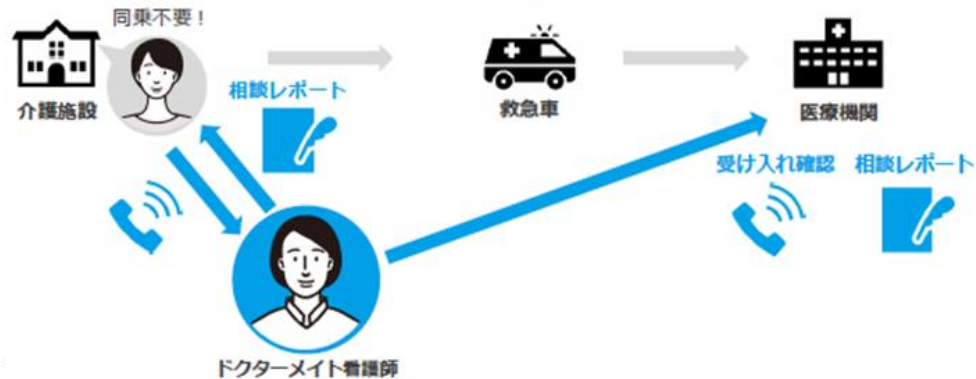 同乗不要！
介護施設
相談レポート
救急車
医療機関
受け入れ確認
相談レポート
ドクターメイト看護師